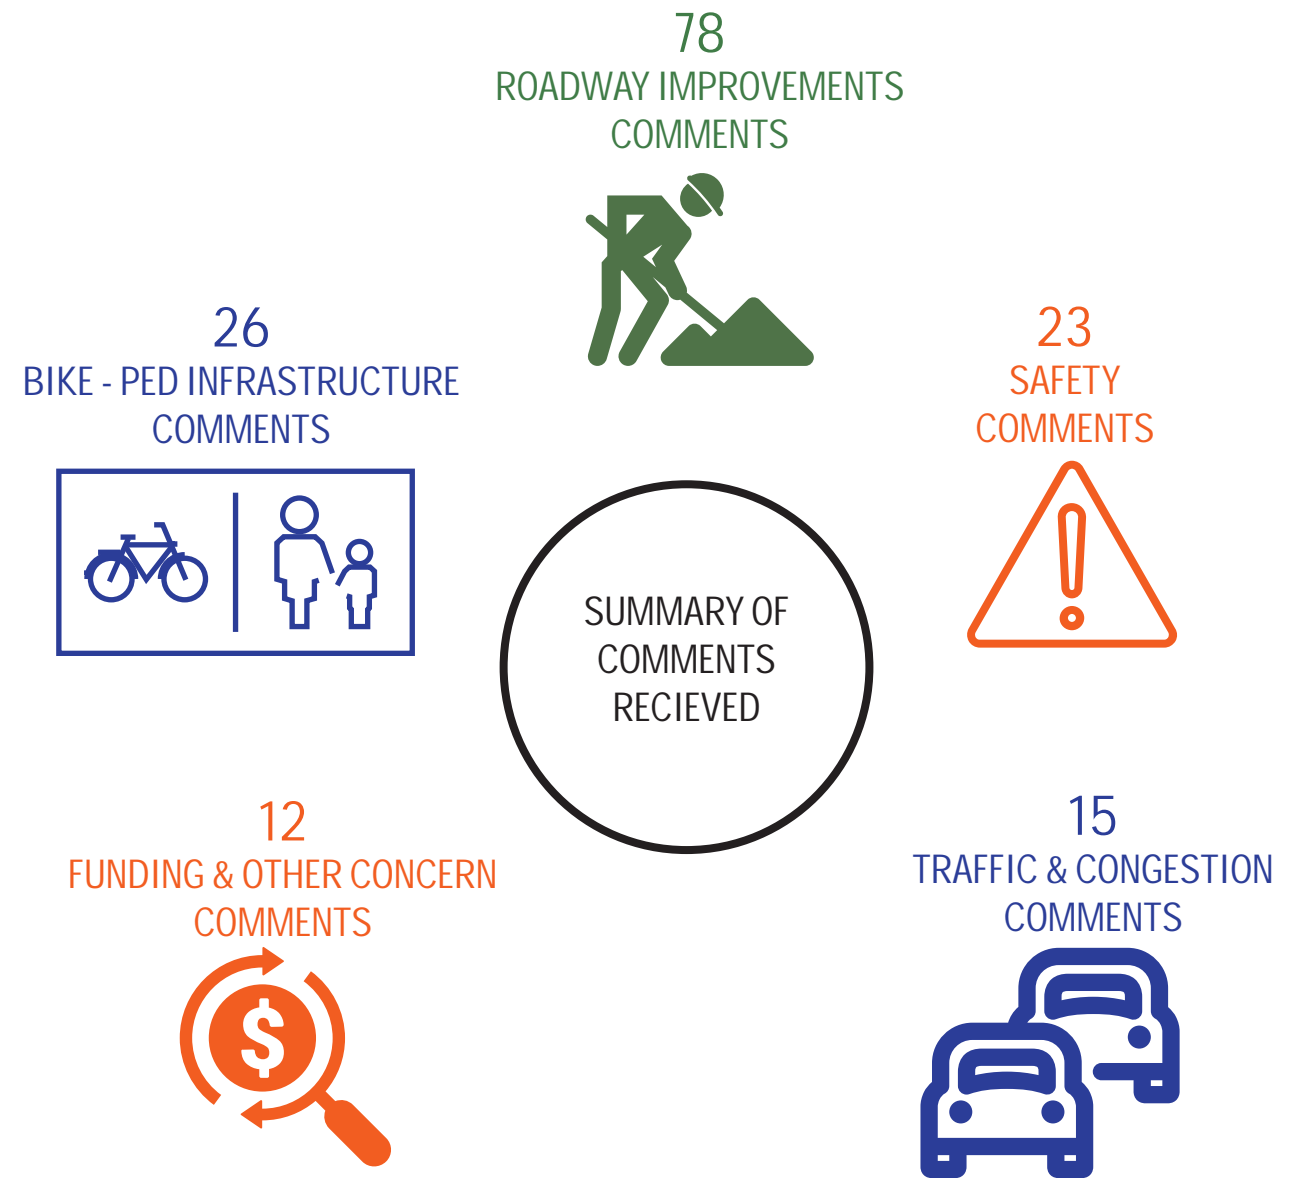 78
ROADWAY IMPROVEMENTS
COMMENTS
26
BIKE - PED INFRASTRUCTURE
COMMENTS
23
SAFETY
COMMENTS
SUMMARY OF
COMMENTS
RECIEVED
12
FUNDING & OTHER CONCERN
COMMENTS
$
15
TRAFFIC & CONGESTION
COMMENTS